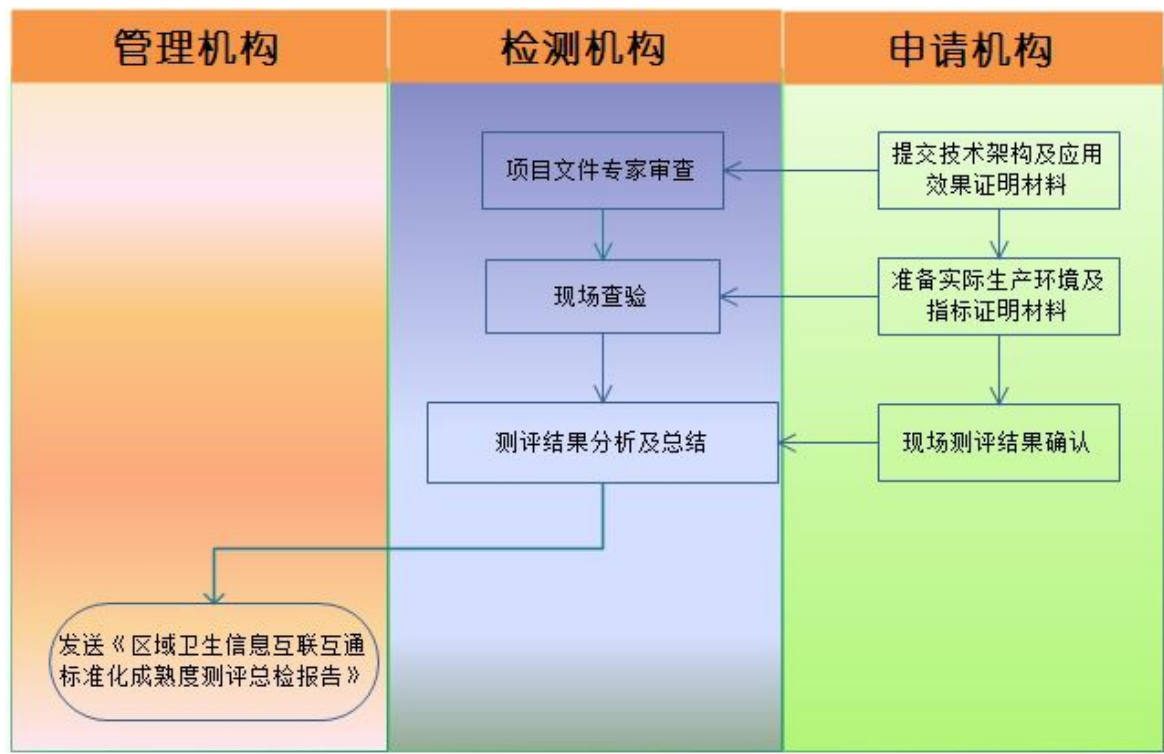 管理机构
检测机构
申请机构
项目文件专家审查
提交技术架构及应用
效果证明材料
现场查验
准备实际生产环境及
指标证明材料
测评结果分析及总结
现场测评结果确认
发送《区域卫生信息互联互通
标准化成熟度测评总检报告》